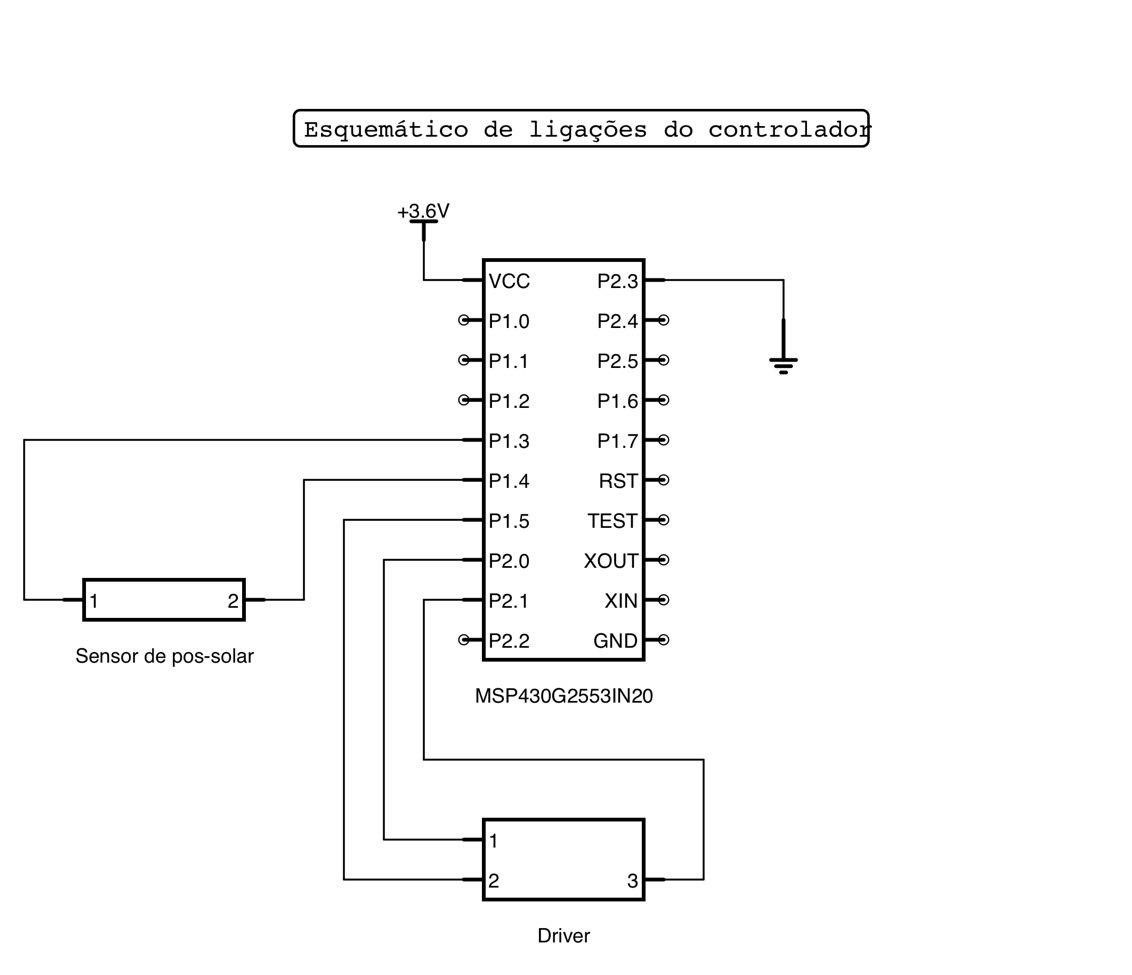 Esquemático de ligações do controlador
+3.6V
VCC P2.3
P1.0 P2.4
P1.1 P2.5
P1.2 P1.6
P1.3 P1.7
P1.4 RST
P1.5 TEST
P2.0 XOUT
P2.1 XIN
P2.2 GND
1 2
Sensor de pos-solar
MSP430G2553IN20
1
2 3
Driver